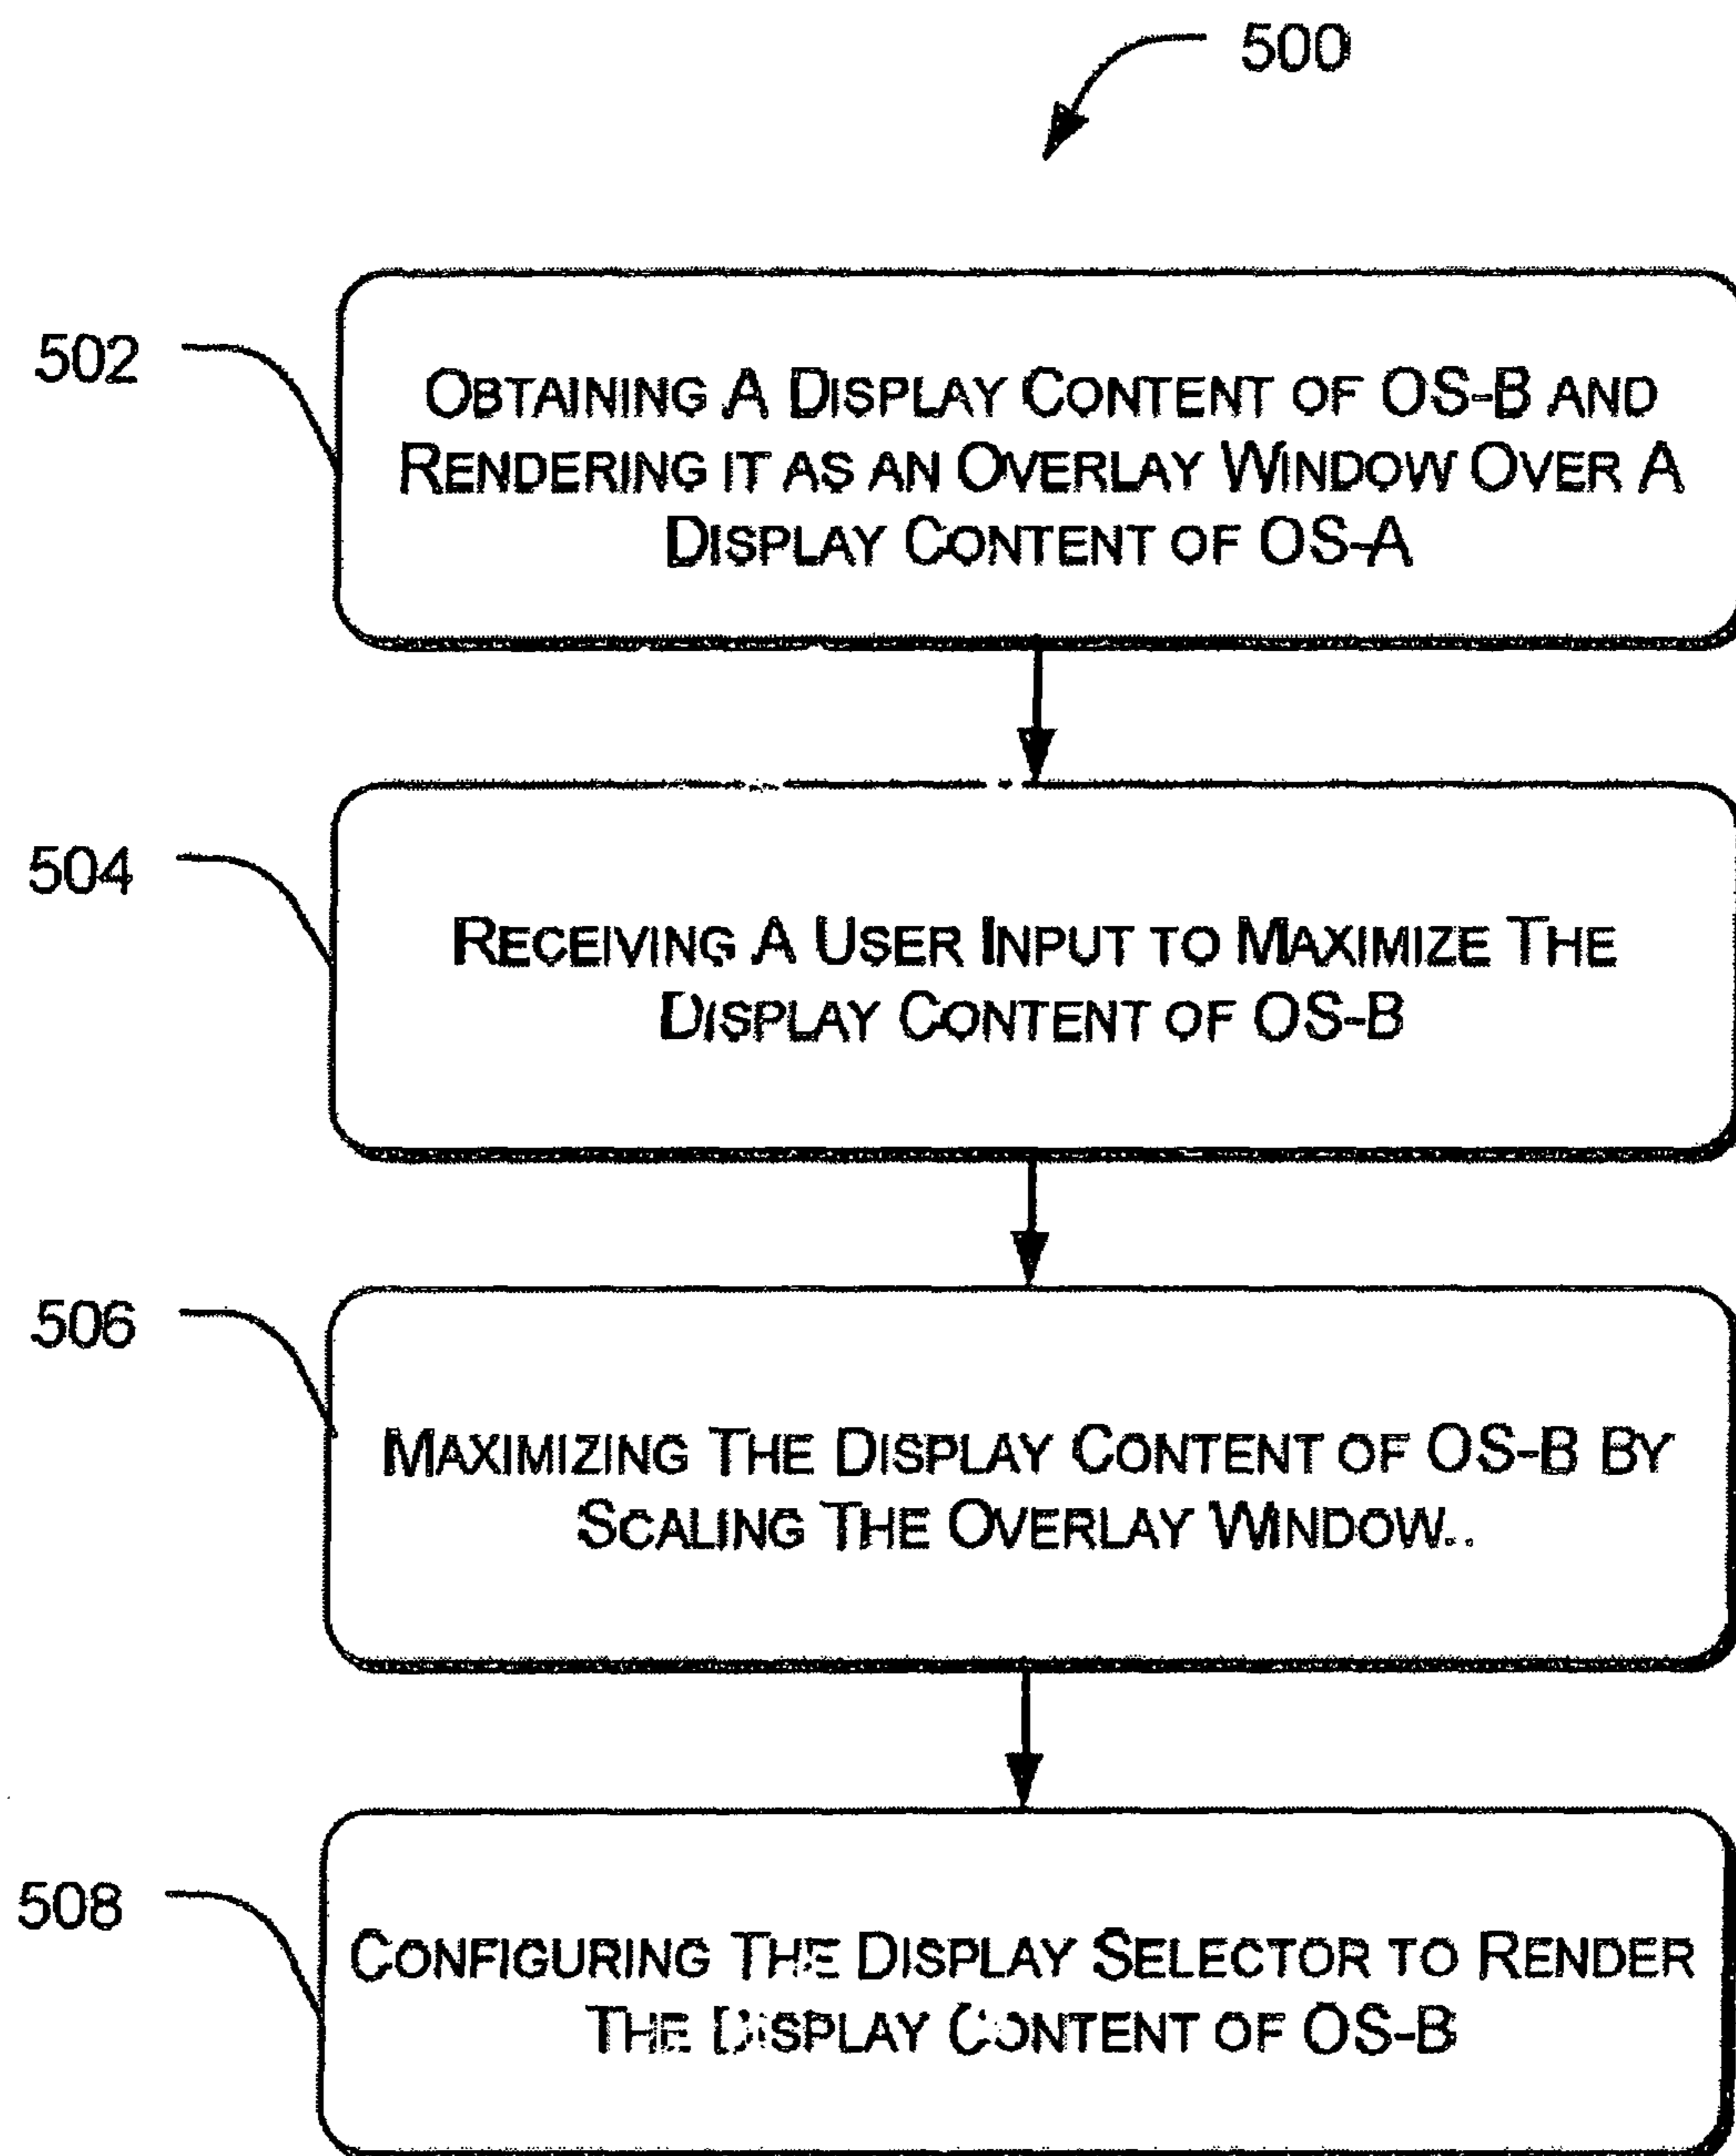 500
502
OBTAINING A DISPLAY CONTENT OF OS-B AND
RENDERING IT AS AN OVERLAY WINDOW OVER A
DISPLAY CONTENT OF OS-A
504
RECEIVING A USER INPUT TO MAXIMIZE THE
DISPLAY CONTENT OF OS-B
506
MAXIMIZING THE DISPLAY CONTENT OF OS-B BY
SCALING THE OVERLAY WINDOW..
508
CONFIGURING THE DISPLAY SELECTOR TO RENDER
THE DISPLAY CONTENT OF OS-B